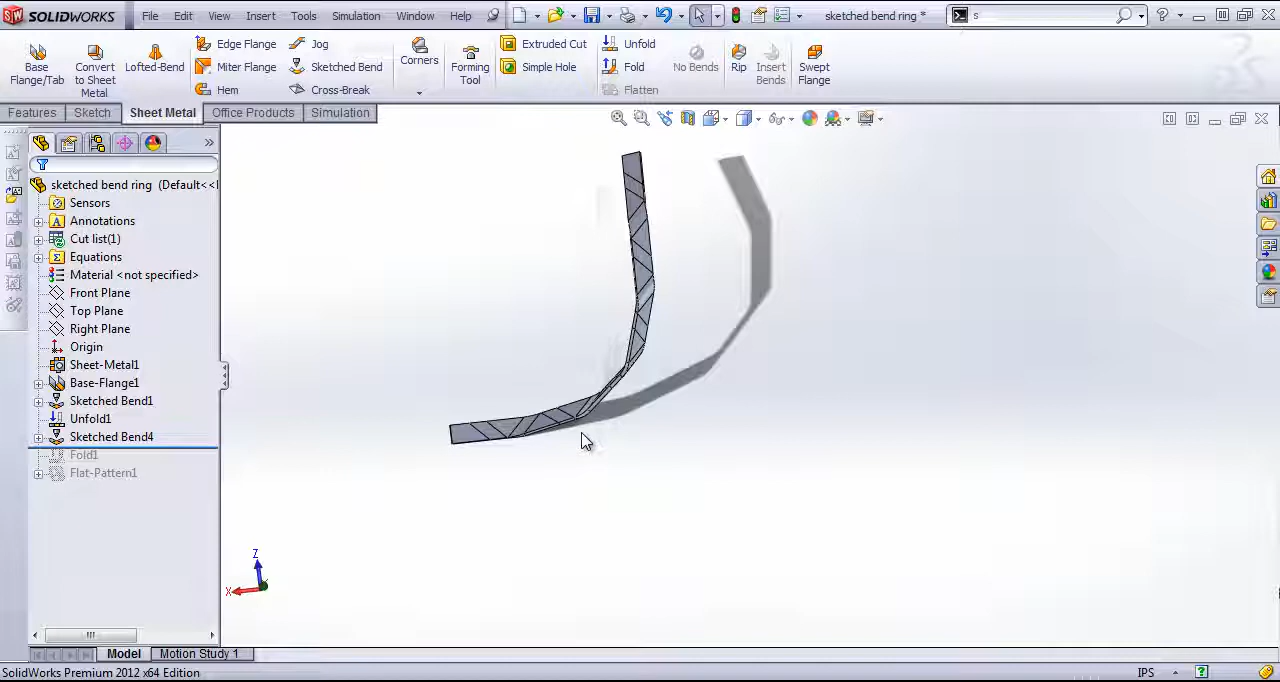 SOLIDWORKS File Edit View Insert Tools Simulation Window Help sketched bend ring * s
Base Flange/Tab
Convert to Sheet Metal
Lofted-Bend
Edge Flange
Miter Flange
Hem
Jog
Sketched Bend
Cross-Break
Corners
Forming Tool
Extruded Cut
Simple Hole
Unfold
Fold
Flatten
No Bends
Rip
Insert Bends
Swept Flange
Features Sketch Sheet Metal Office Products Simulation
sketched bend ring (Default<<
Sensors
Annotations
Cut list(1)
Equations
Material <not specified>
Front Plane
Top Plane
Right Plane
Origin
Sheet-Metal1
Base-Flange1
Sketched Bend1
Unfold1
Sketched Bend4
Fold1
Flat-Pattern1
Z
X
Model Motion Study 1
SolidWorks Premium 2012 x64 Edition IPS